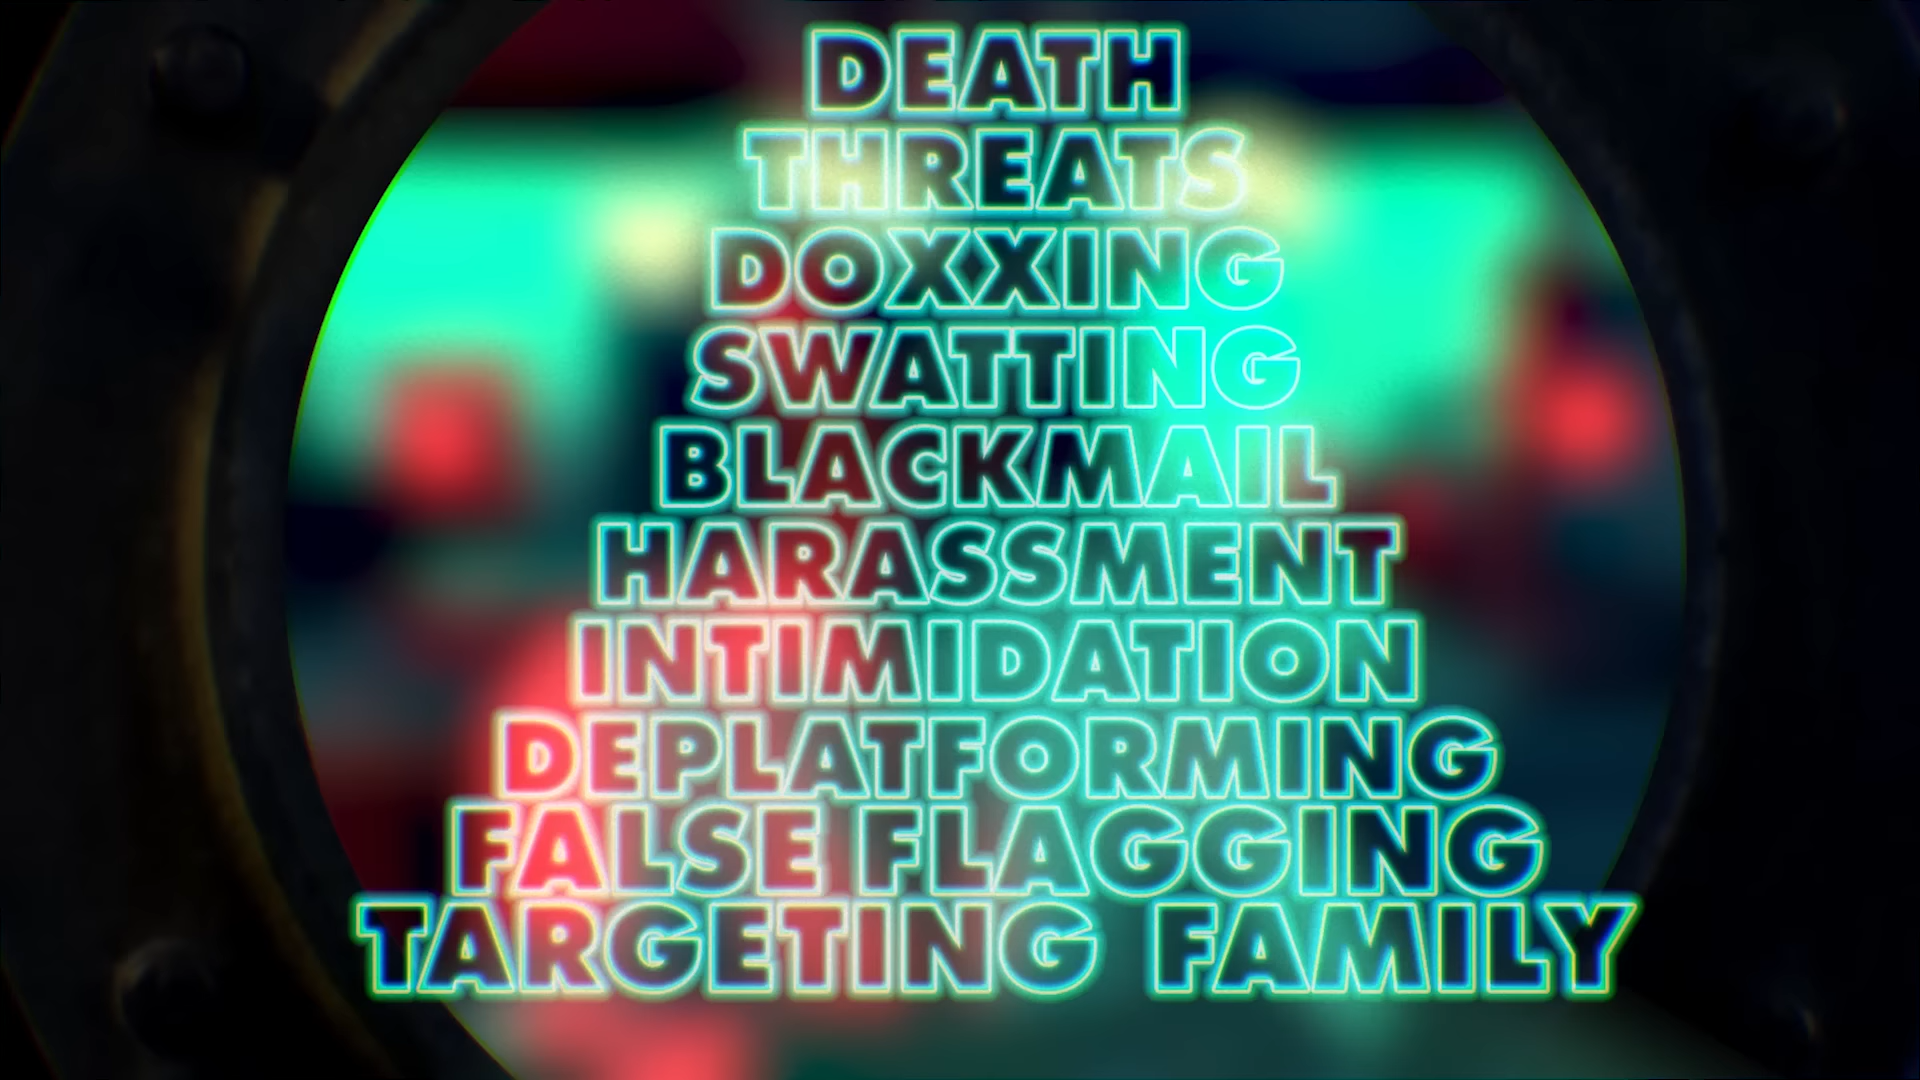 DEATH
THREATS
DOXXING
SWATTING
BLACKMAIL
HARASSMENT
INTIMIDATION
DEPLATFORMING
FALSE FLAGGING
TARGETING FAMILY